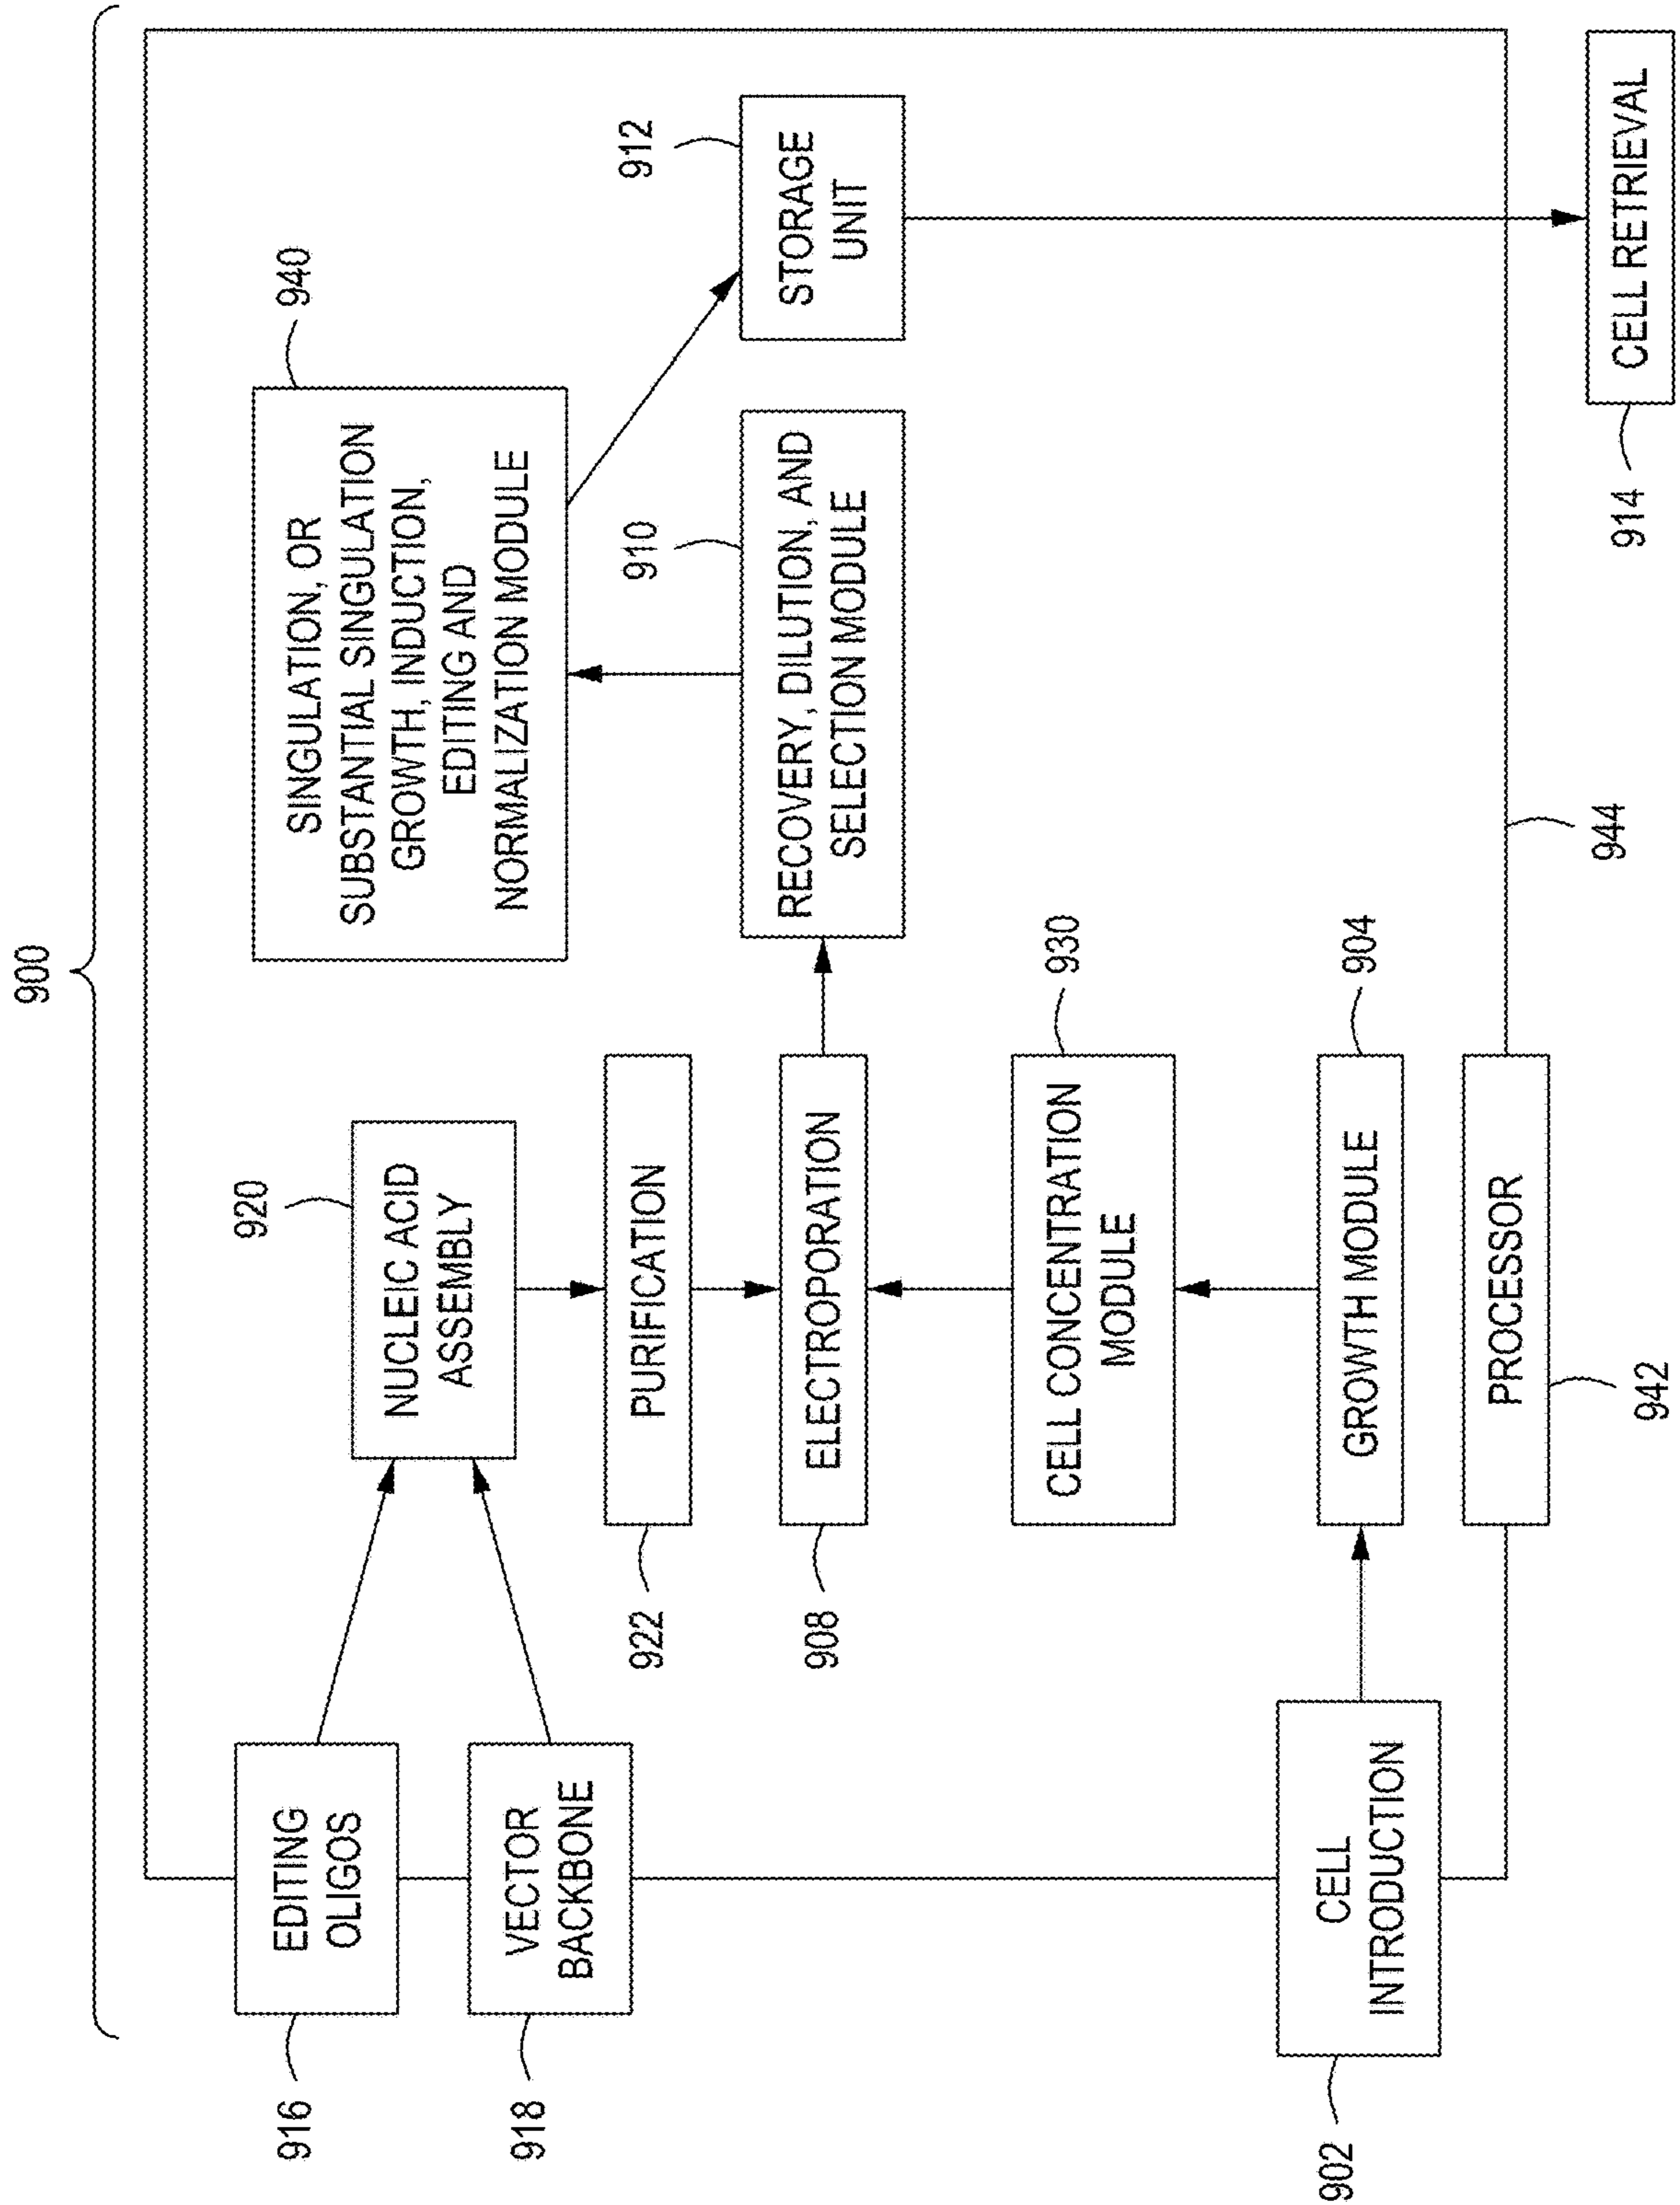 900
916
EDITING
OLIGOS
918
VECTOR
BACKBONE
920
NUCLEIC ACID
ASSEMBLY
922
PURIFICATION
908
ELECTROPORATION
CELL CONCENTRATION
MODULE
930
902
CELL
INTRODUCTION
GROWTH MODULE
904
942
PROCESSOR
944
940
SINGULATION, OR
SUBSTANTIAL SINGULATION
GROWTH, INDUCTION,
EDITING AND
NORMALIZATION MODULE
910
RECOVERY, DILUTION, AND
SELECTION MODULE
912
STORAGE
UNIT
914
CELL RETRIEVAL